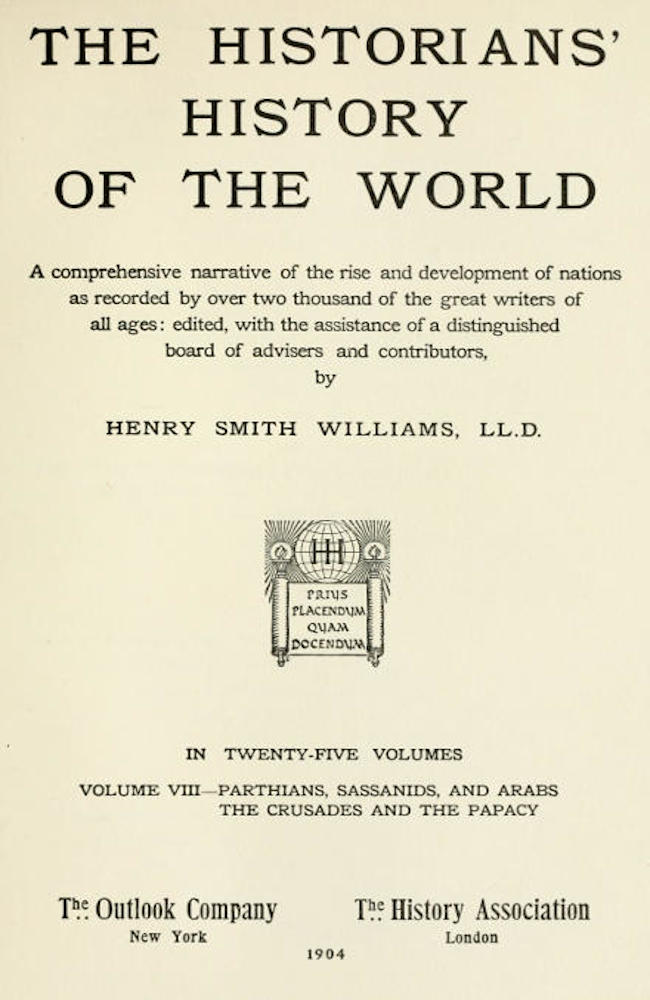 THE HISTORIANS'
HISTORY
OF THE WORLD
A comprehensive narrative of the rise and development of nations
as recorded by over two thousand of the great writers of
all ages: edited, with the assistance of a distinguished
board of advisers and contributors,
by
HENRY SMITH WILLIAMS, LL.D.
HH
PRIUS
PLACENDUM
QUAM
DOCENDUM
IN TWENTY-FIVE VOLUMES
VOLUME VIII—PARTHIANS, SASSANIDS, AND ARABS
THE CRUSADES AND THE PAPACY
The Outlook Company
New York
The History Association
London
1904